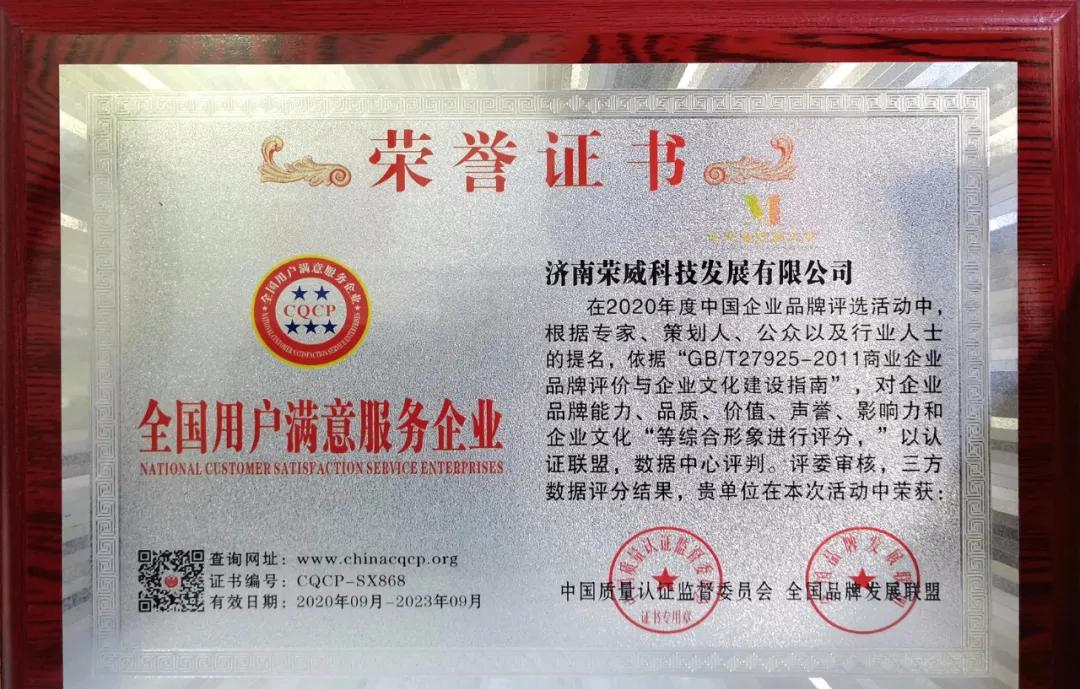 荣誉证书
全国用户满意服务企业
CQCP
NATIONAL CUSTOMER SATISFACTION SERVICE ENTERPRISES
全国用户满意服务企业
NATIONAL CUSTOMER SATISFACTION SERVICE ENTERPRISES
济南荣威科技发展有限公司
在2020年度中国企业品牌评选活动中，
根据专家、策划人、公众以及行业人士
的提名，依据“GB/T27925-2011商业企业
品牌评价与企业文化建设指南”，对企业
品牌能力、品质、价值、声誉、影响力和
企业文化“等综合形象进行评分，”以认
证联盟，数据中心评判。评委审核，三方
数据评分结果，贵单位在本次活动中荣获：
查询网址：www.chinacqcp.org
证书编号：CQCP-SX868
有效日期：2020年09月-2023年09月
中国质量认证监督委员会 全国品牌发展联盟
证书专用章